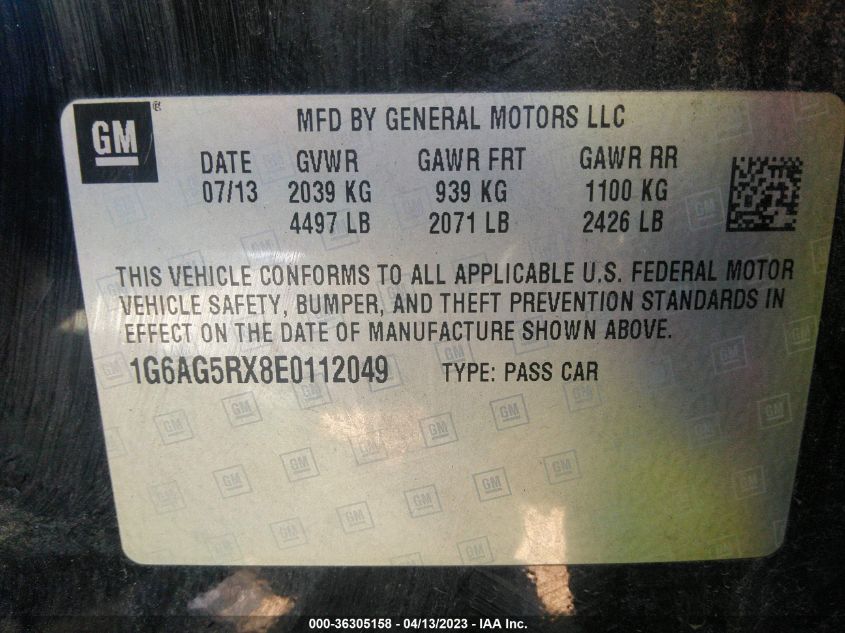 GM
MFD BY GENERAL MOTORS LLC
DATE GVWR GAWR FRT GAWR RR
07/13 2039 KG 939 KG 1100 KG
4497 LB 2071 LB 2426 LB
THIS VEHICLE CONFORMS TO ALL APPLICABLE U.S. FEDERAL MOTOR
VEHICLE SAFETY, BUMPER, AND THEFT PREVENTION STANDARDS IN
EFFECT ON THE DATE OF MANUFACTURE SHOWN ABOVE.
1G6AG5RX8E0112049 TYPE: PASS CAR
000-36305158 - 04/13/2023 - IAA Inc.